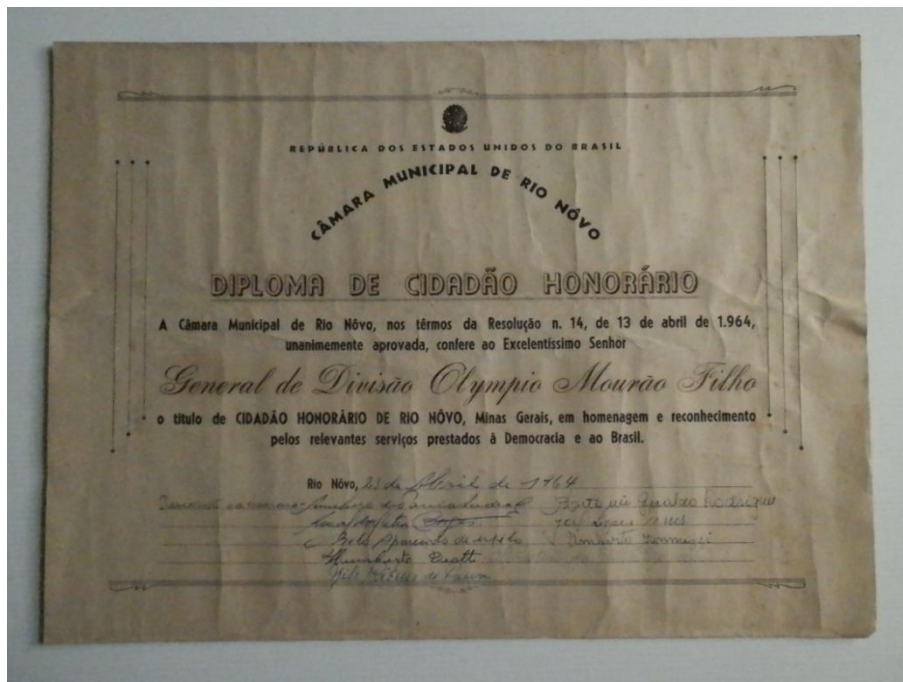 REPÚBLICA DOS ESTADOS UNIDOS DO BRASIL
CÂMARA MUNICIPAL DE RIO NÓVO
DIPLOMA DE CIDADÃO HONORÁRIO
A Câmara Municipal de Rio Nôvo, nos têrmos da Resolução n. 14, de 13 de abril de 1.964,
unanimemente aprovada, confere ao Excelentíssimo Senhor
General de Divisão Olympio Mourão Filho
o título de CIDADÃO HONORÁRIO DE RIO NÔVO, Minas Gerais, em homenagem e reconhecimento
pelos relevantes serviços prestados à Democracia e ao Brasil.
Rio Nôvo, 23 de Abril de 1964
Humberto